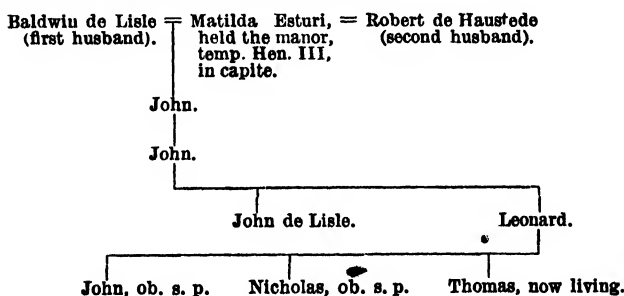 Baldwiu de Lisle = Matilda Esturi, = Robert de Haustede
(first husband). held the manor, (second husband).
temp. Hen. III,
in capite.
John.
John.
John de Lisle. Leonard.
John, ob. s. p. Nicholas, ob. s. p. Thomas, now living.